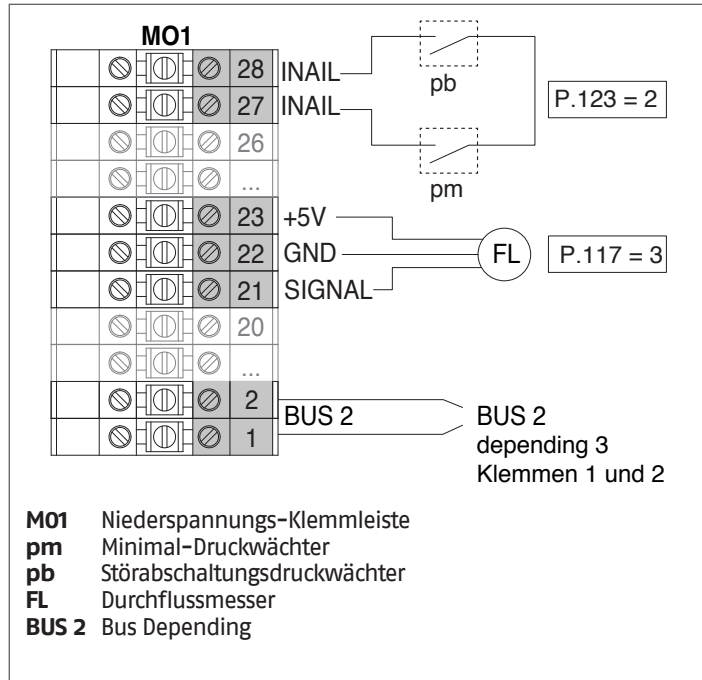 MO1
28 INAIL
pb
27 INAIL
P.123 = 2
26
pm
...
23 +5V
22 GND
FL
P.117 = 3
21 SIGNAL
20
...
2
BUS 2
1
BUS 2
depending 3
Klemmen 1 und 2
M01 Niederspannungs-Klemmleiste
pm Minimal-Druckwächter
pb Störabschaltungsdruckwächter
FL Durchflussmesser
BUS 2 Bus Depending